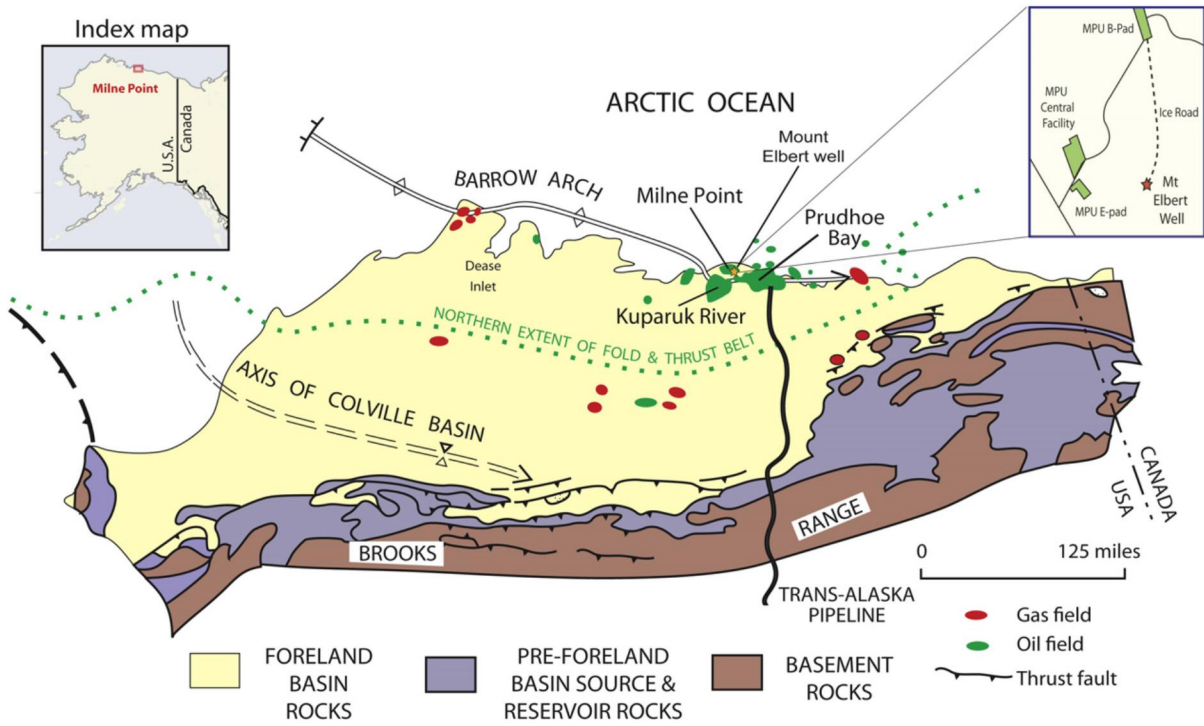 Index map
Milne Point
U.S.A.
Canada
ARCTIC OCEAN
BARROW ARCH
Mount
Elbert well
Milne Point
Prudhoe
Bay
Dease
Inlet
Kuparuk River
NORTHERN EXTENT OF FOLD & THRUST BELT
AXIS OF COLVILLE BASIN
BROOKS
RANGE
CANADA
USA
TRANS-ALASKA
PIPELINE
MPU B-Pad
MPU
Central
Facility
Ice Road
Mt
Elbert
Well
MPU E-pad
0 125 miles
Gas field
Oil field
Thrust fault
FORELAND
BASIN
ROCKS
PRE-FORELAND
BASIN SOURCE &
RESERVOIR ROCKS
BASEMENT
ROCKS